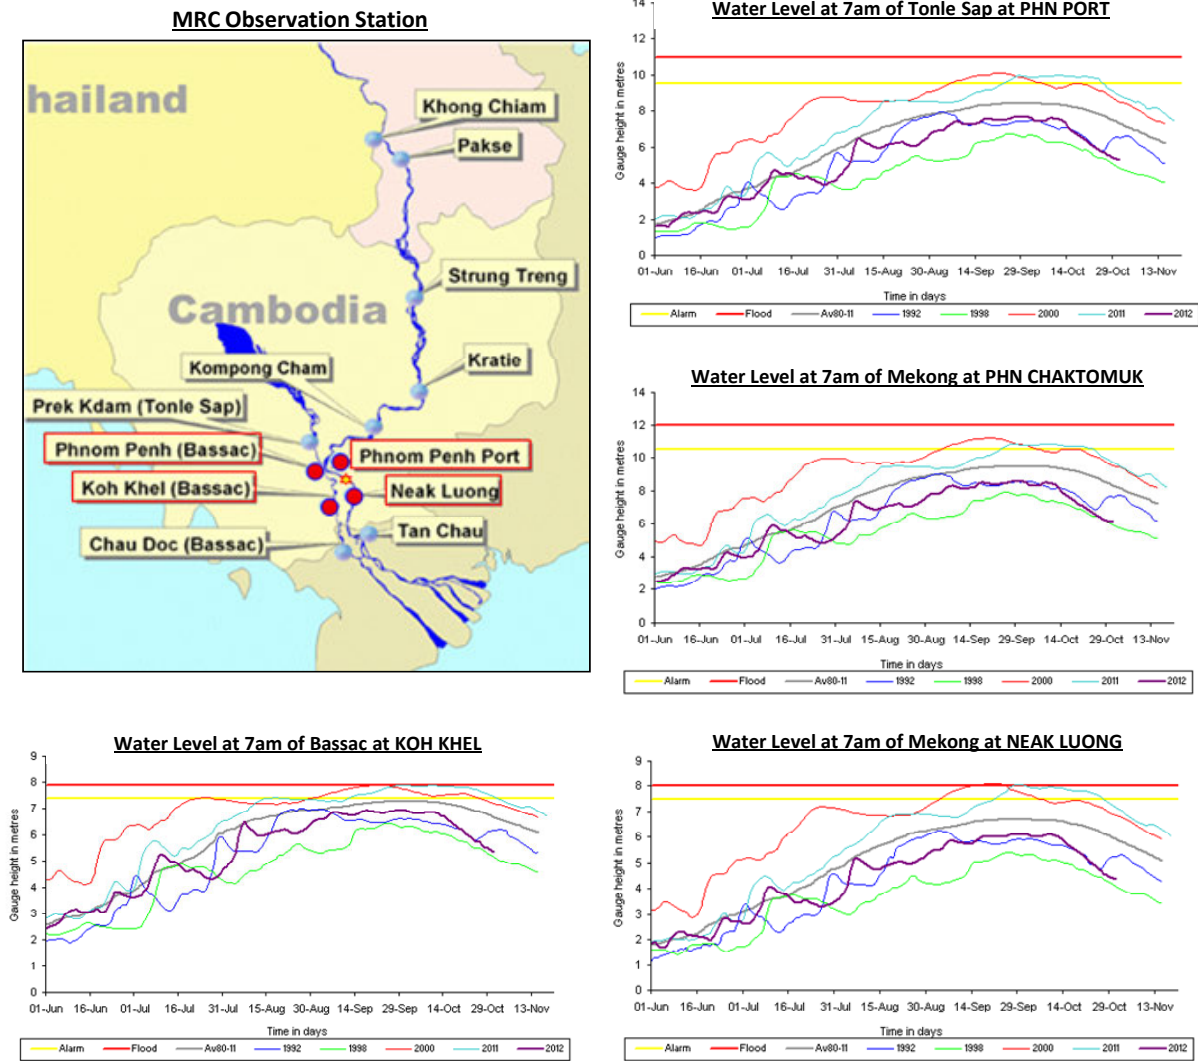 MRC Observation Station
hailand
Khong Chiam
Pakse
Strung Treng
Cambodia
Kompong Cham
Kratie
Prek Kdam (Tonle Sap)
Phnom Penh (Bassac)
Phnom Penh Port
Koh Khel (Bassac)
Neak Luong
Tan Chau
Chau Doc (Bassac)
Water Level at 7am of Tonle Sap at PHN PORT
Gauge height in metres
14
12
10
8
6
4
2
0
01-Jun 16-Jun 01-Jul 16-Jul 31-Jul 15-Aug 30-Aug 14-Sep 29-Sep 14-Oct 29-Oct 13-Nov
Time in days
Alarm Flood Av80-11 1992 1998 2000 2011 2012
Water Level at 7am of Mekong at PHN CHAKTOMUK
Gauge height in metres
14
12
10
8
6
4
2
0
01-Jun 16-Jun 01-Jul 16-Jul 31-Jul 15-Aug 30-Aug 14-Sep 29-Sep 14-Oct 29-Oct 13-Nov
Time in days
Alarm Flood Av80-11 1992 1998 2000 2011 2012
Water Level at 7am of Bassac at KOH KHEL
Gauge height in metres
9
8
7
6
5
4
3
2
1
0
01-Jun 16-Jun 01-Jul 16-Jul 31-Jul 15-Aug 30-Aug 14-Sep 29-Sep 14-Oct 29-Oct 13-Nov
Time in days
Alarm Flood Av80-11 1992 1998 2000 2011 2012
Water Level at 7am of Mekong at NEAK LUONG
Gauge height in metres
9
8
7
6
5
4
3
2
1
0
01-Jun 16-Jun 01-Jul 16-Jul 31-Jul 15-Aug 30-Aug 14-Sep 29-Sep 14-Oct 29-Oct 13-Nov
Time in days
Alarm Flood Av80-11 1992 1998 2000 2011 2012